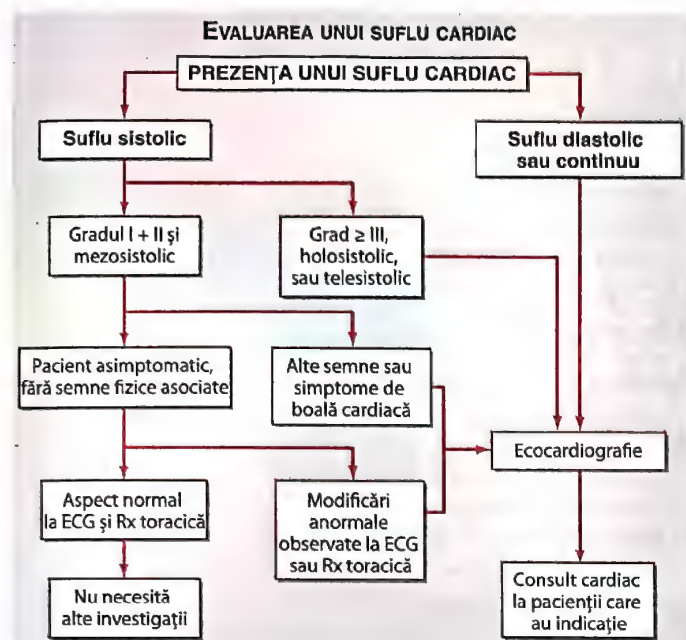 EVALUAREA UNUI SUFLU CARDIAC
PREZENȚA UNUI SUFLU CARDIAC
Suflu sistolic
Suflu diastolic
sau continuu
Gradul I + II și
mezosistolic
Grad ≥ III,
holosistolic,
sau telesistolic
Pacient asimptomatic,
fără semne fizice asociate
Alte semne sau
simptome de
boală cardiacă
Ecocardiografie
Aspect normal
la ECG și Rx toracică
Modificări
anormale
observate la ECG
sau Rx toracică
Nu necesită
alte investigații
Consult cardiac
la pacienții care
au indicație